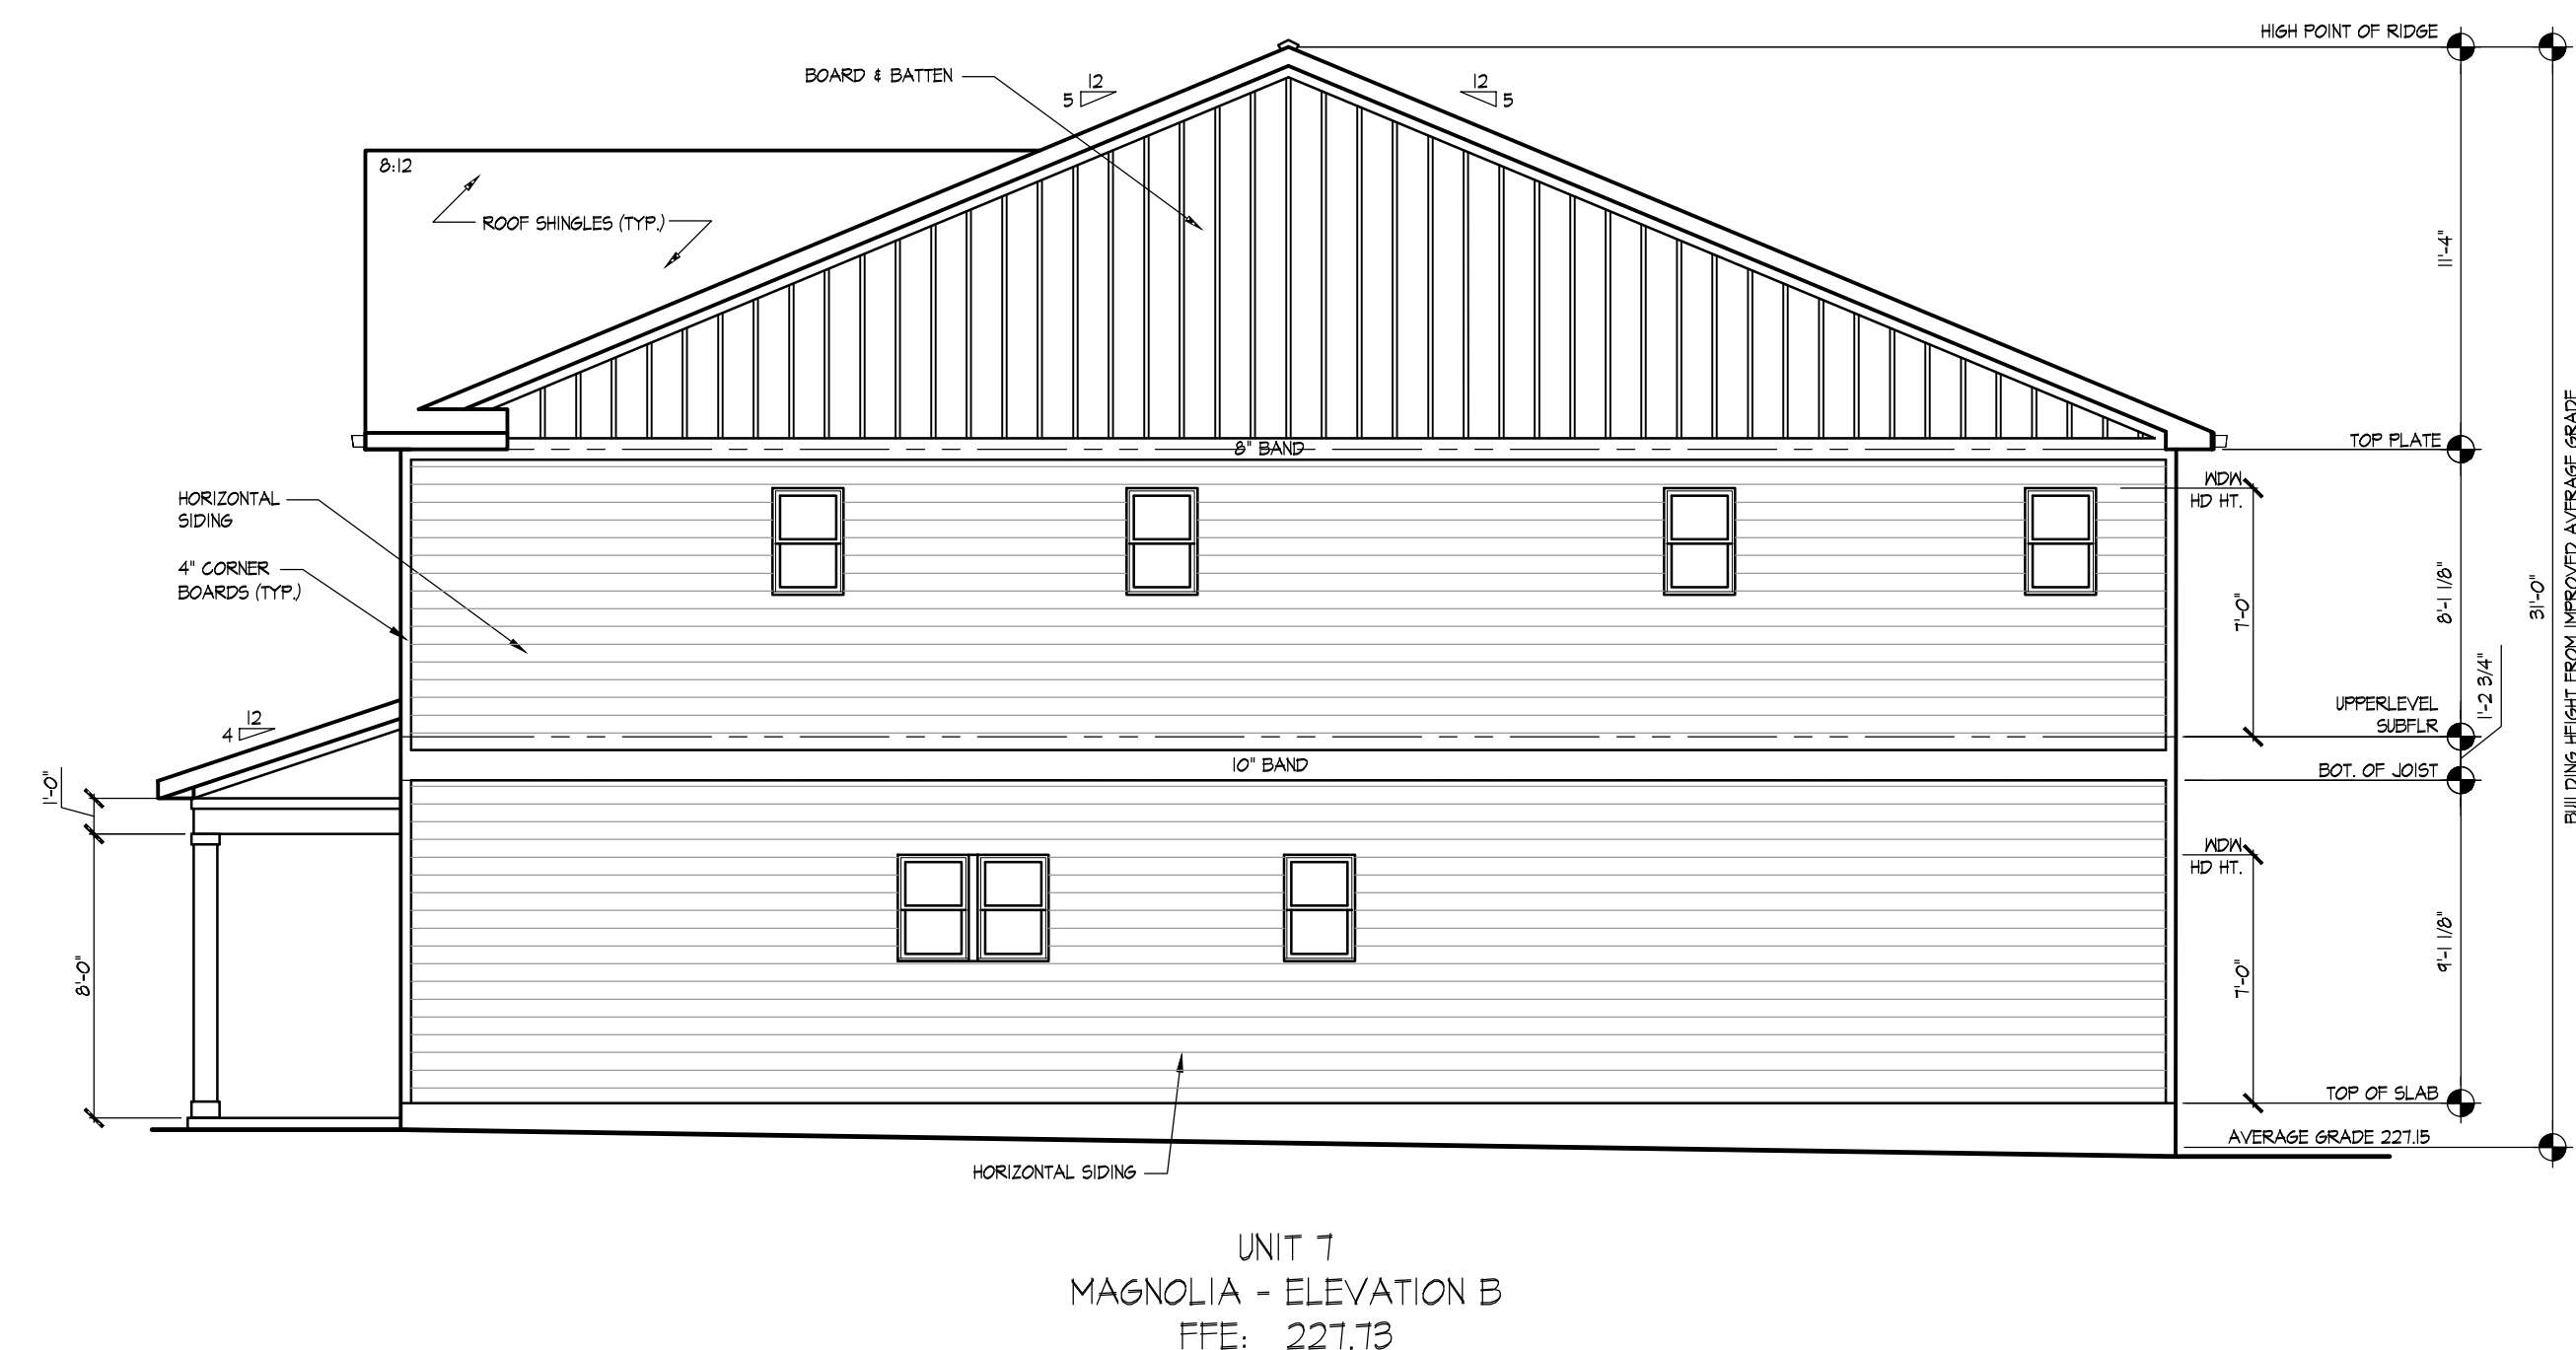 HIGH POINT OF RIDGE
BOARD & BATTEN
12
5
12
5
8:12
ROOF SHINGLES (TYP.)
11'-4"
8" BAND
TOP PLATE
WDW
HD HT.
HORIZONTAL
SIDING
4" CORNER
BOARDS (TYP.)
7'-0"
8'-1 1/8"
31'-0"
BUILDING HEIGHT FROM IMPROVED AVERAGE GRADE
1'-2 3/4"
UPPERLEVEL
SUBFLR
12
4
10" BAND
BOT. OF JOIST
1'-0"
WDW
HD HT.
8'-0"
7'-0"
9'-1 1/8"
TOP OF SLAB
AVERAGE GRADE 227.15
HORIZONTAL SIDING
UNIT 7
MAGNOLIA - ELEVATION B
FFE: 227.73